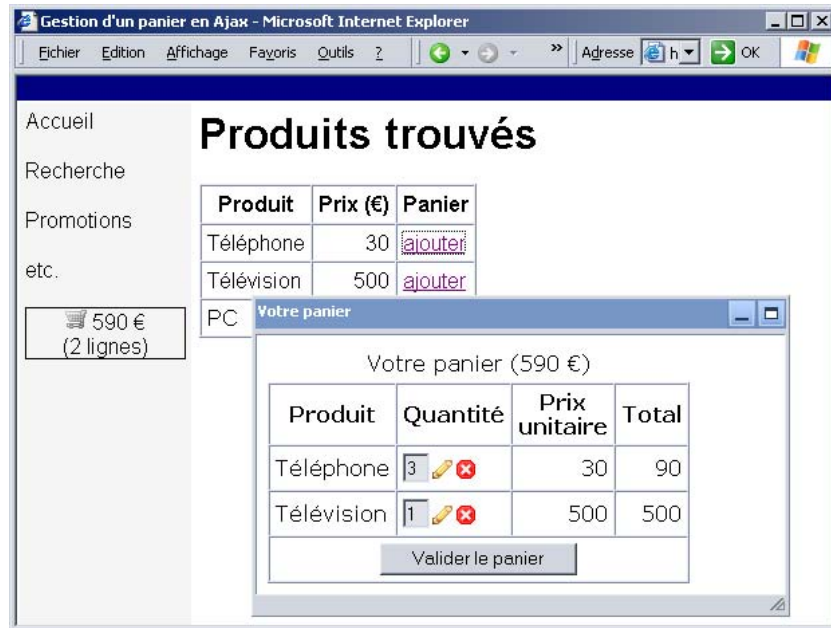 Gestion d'un panier en Ajax - Microsoft Internet Explorer
Fichier Edition Affichage Favoris Outils ? » Adresse h OK
Accueil
Recherche
Promotions
etc.
590 €
(2 lignes)
Produits trouvés
Produit Prix (€) Panier
Téléphone 30 ajouter
Télévision 500 ajouter
PC
Votre panier
Votre panier (590 €)
Produit Quantité Prix unitaire Total
Téléphone 3 30 90
Télévision 1 500 500
Valider le panier